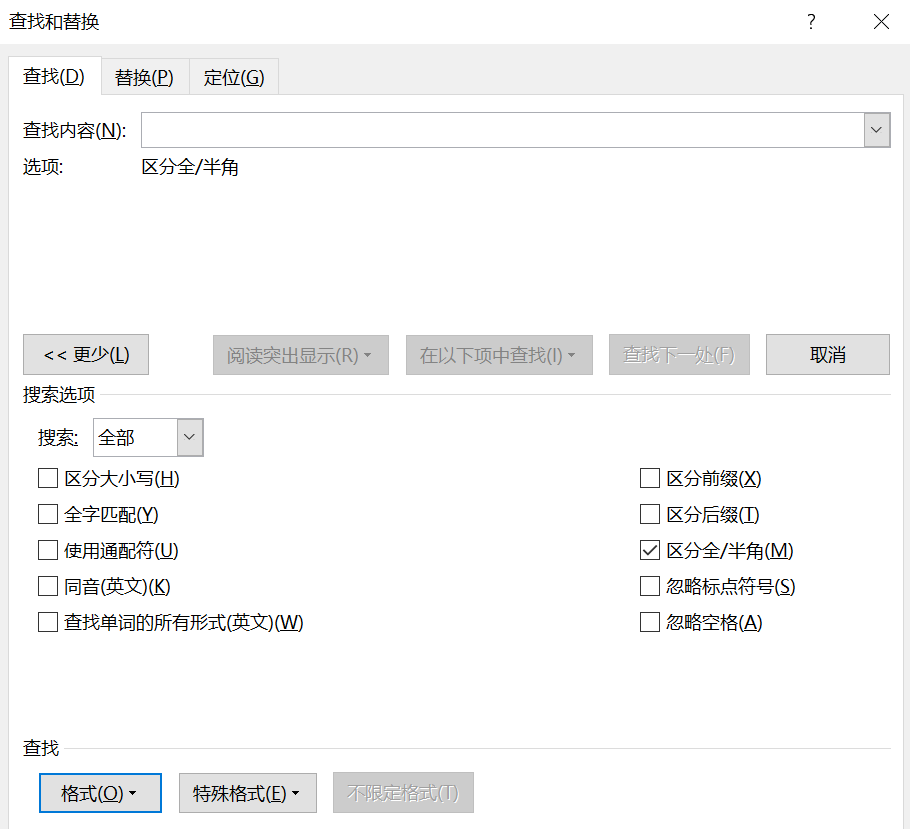 查找和替换
查找(D) 替换(P) 定位(G)
查找内容(N):
选项: 区分全/半角
<< 更少(L) 阅读突出显示(R) 在以下项中查找(I) 查找下一处(F) 取消
搜索选项
搜索: 全部
区分大小写(H) 区分前缀(X)
全字匹配(Y) 区分后缀(T)
使用通配符(U) 区分全/半角(M)
同音(英文)(K) 忽略标点符号(S)
查找单词的所有形式(英文)(W) 忽略空格(A)
查找
格式(O) 特殊格式(E) 不限定格式(T)